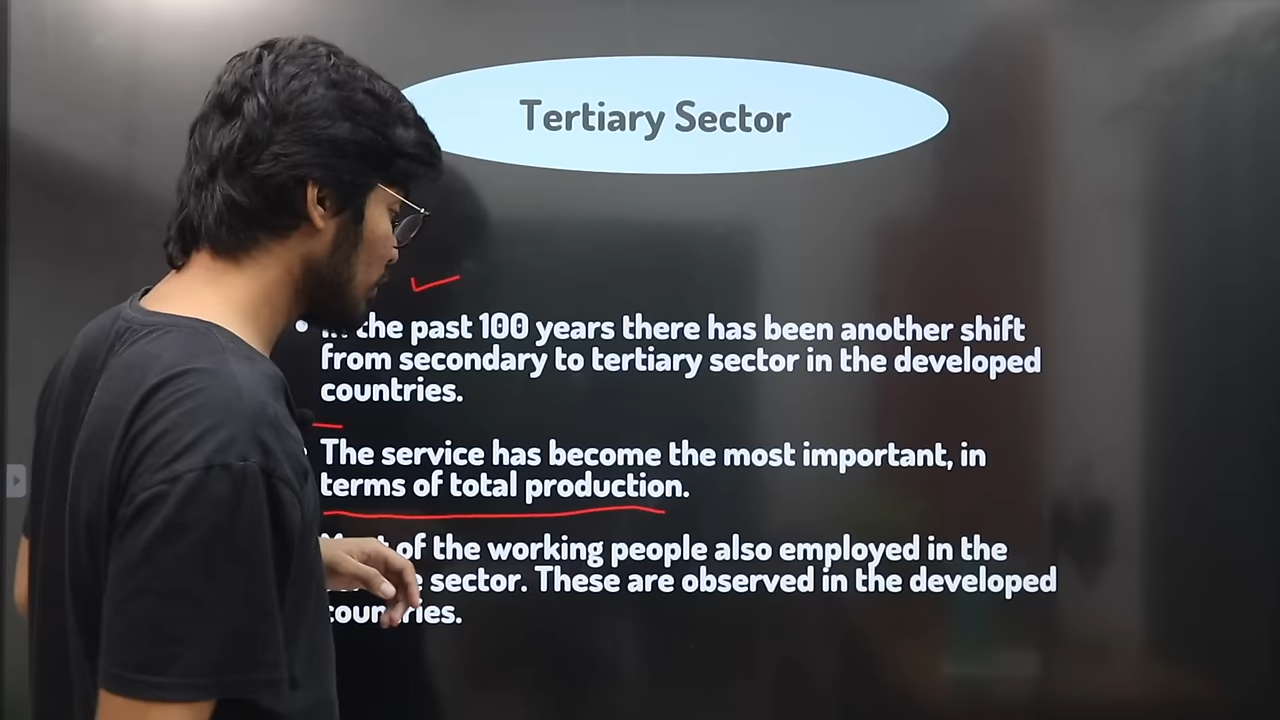 Tertiary Sector
the past 100 years there has been another shift
from secondary to tertiary sector in the developed
countries.
The service has become the most important, in
terms of total production.
of the working people also employed in the
sector. These are observed in the developed
countries.